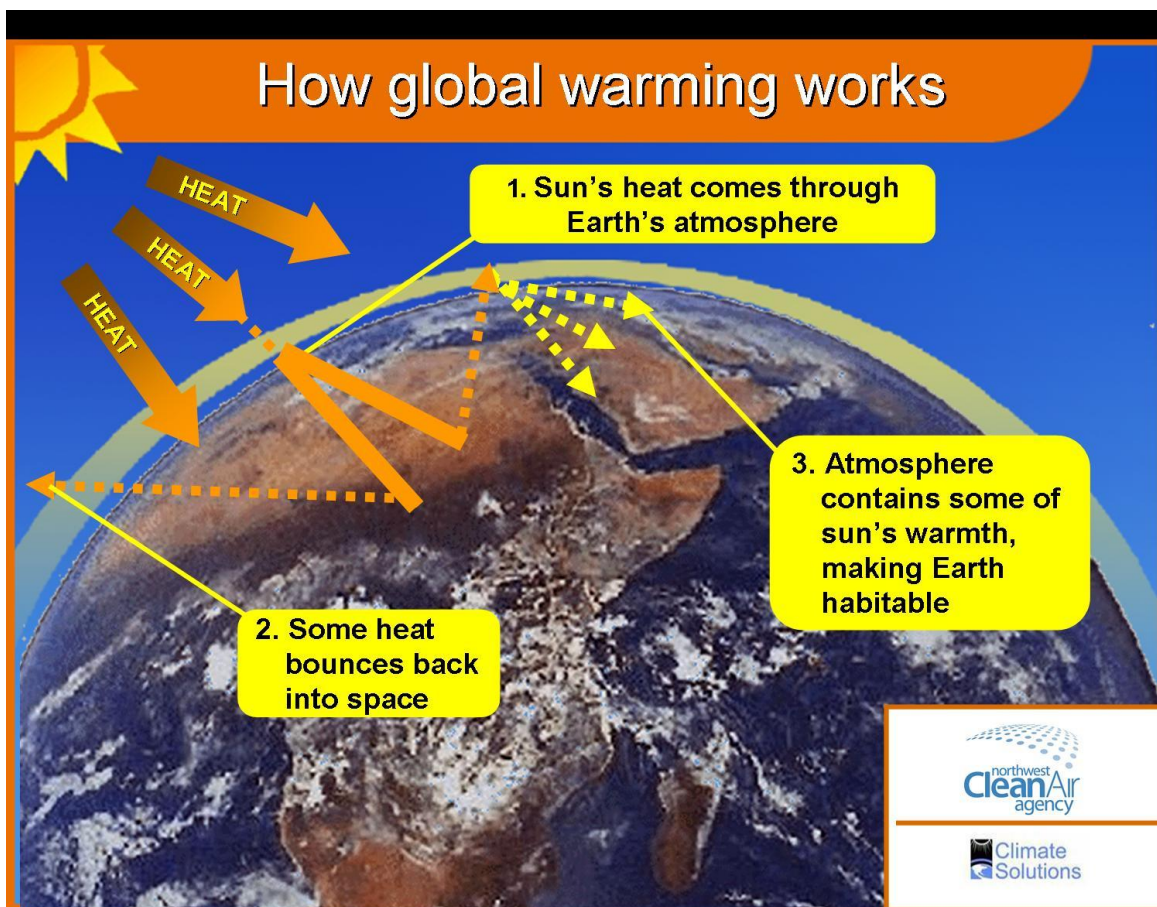 How global warming works
HEAT
HEAT
HEAT
1. Sun's heat comes through
Earth's atmosphere
3. Atmosphere
contains some of
sun's warmth,
making Earth
habitable
2. Some heat
bounces back
into space
northwest
CleanAir
agency
Climate
Solutions